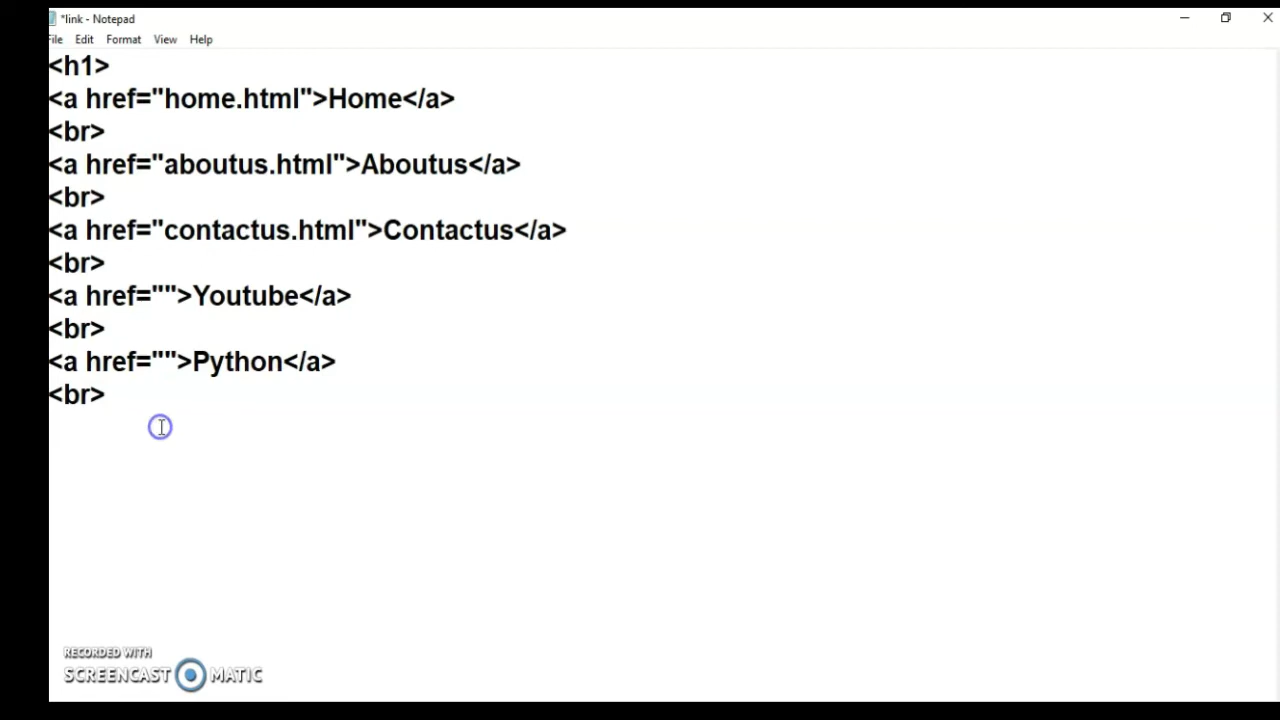 *link - Notepad
File Edit Format View Help
<h1>
<a href="home.html">Home</a>
<br>
<a href="aboutus.html">Aboutus</a>
<br>
<a href="contactus.html">Contactus</a>
<br>
<a href="">Youtube</a>
<br>
<a href="">Python</a>
<br>
RECORDED WITH
SCREENCAST MATIC